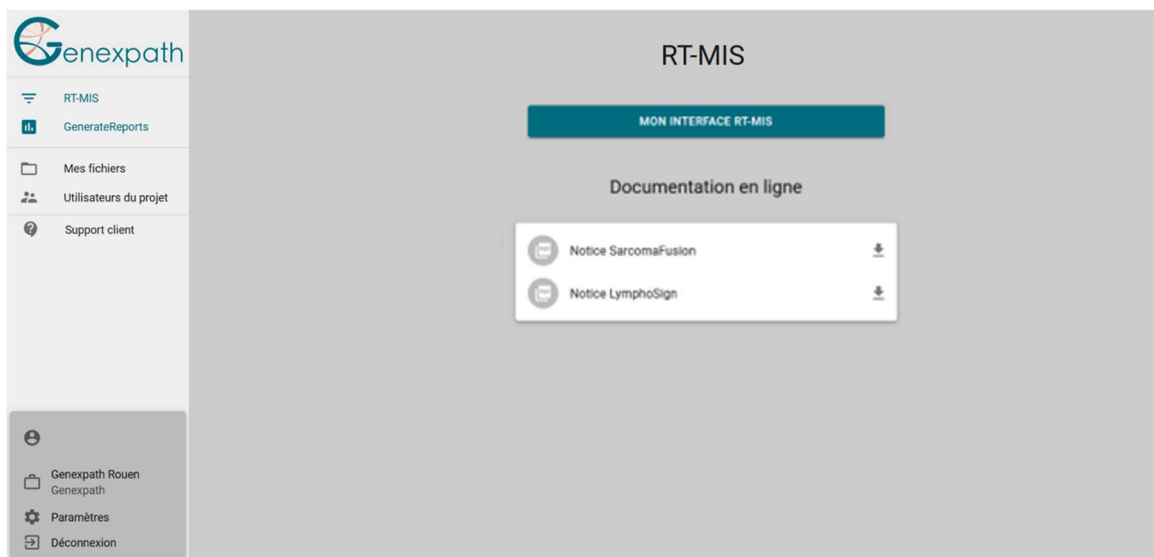 Genexpath
RT-MIS
GenerateReports
Mes fichiers
Utilisateurs du projet
Support client
Genexpath Rouen
Genexpath
Paramètres
Déconnexion
RT-MIS
MON INTERFACE RT-MIS
Documentation en ligne
Notice SarcomaFusion
Notice LymphoSign